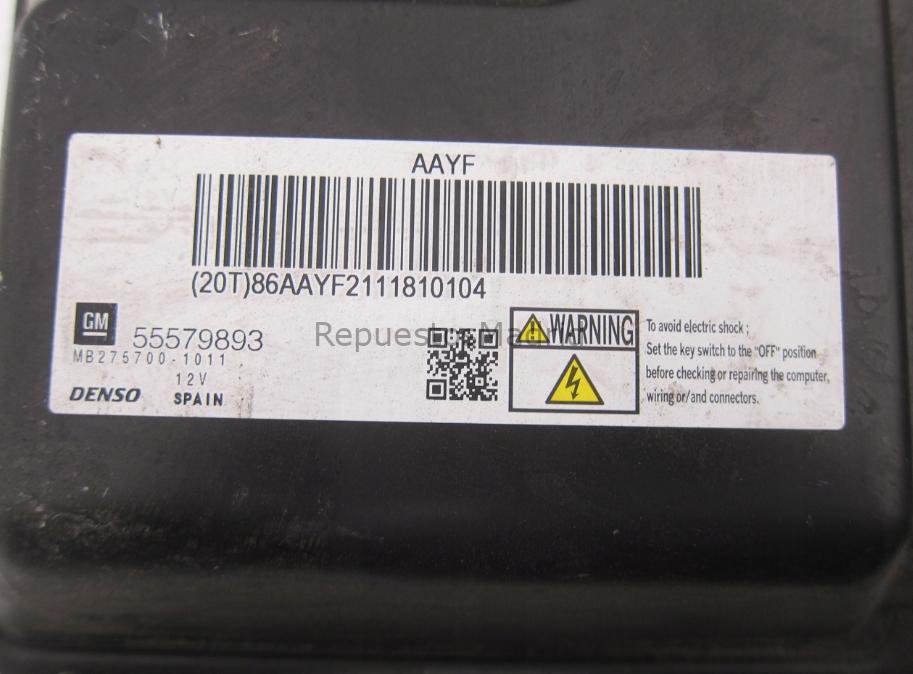 AAYF
(20T)86AAYF2111810104
GM
55579893
MB275700-1011
12V
DENSO SPAIN
WARNING
To avoid electric shock ;
Set the key switch to the "OFF" position
before checking or repairing the computer,
wiring or/and connectors.
Repuesto